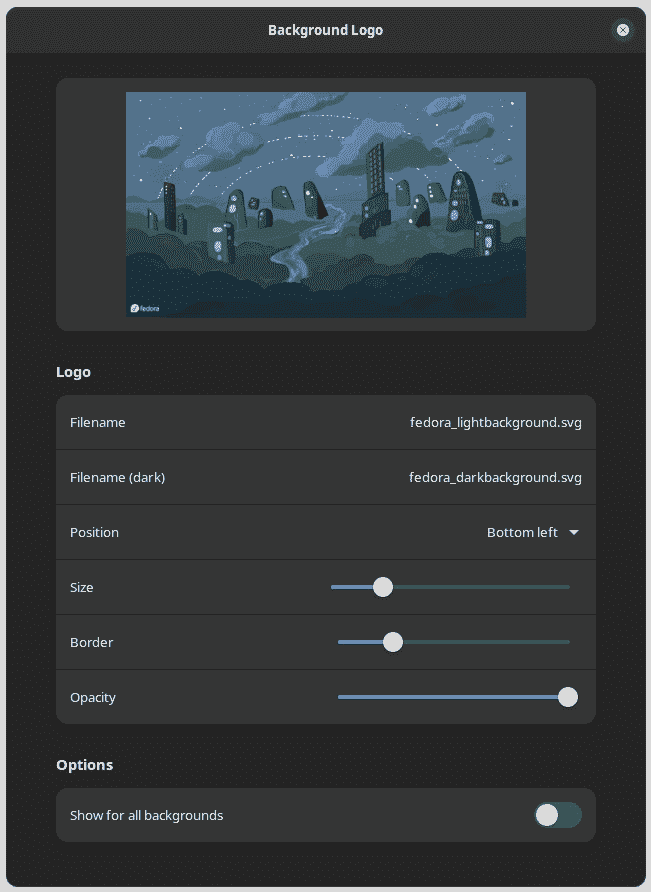 Background Logo
fedora
Logo
Filename
fedora_lightbackground.svg
Filename (dark)
fedora_darkbackground.svg
Position
Bottom left
Size
Border
Opacity
Options
Show for all backgrounds